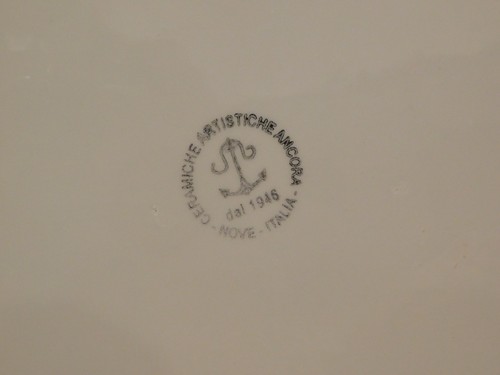 CERAMICHE ARTISTICHE ANCORA
dal 1946
- NOVE - ITALIA -